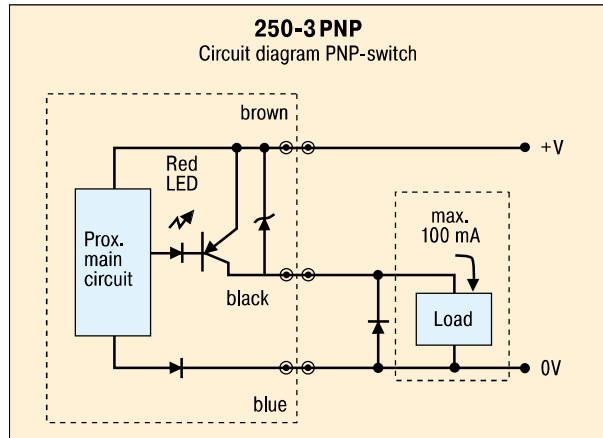 250-3 PNP
Circuit diagram PNP-switch
brown
+V
Red
LED
max.
100 mA
Prox.
main
circuit
black
Load
blue
0V